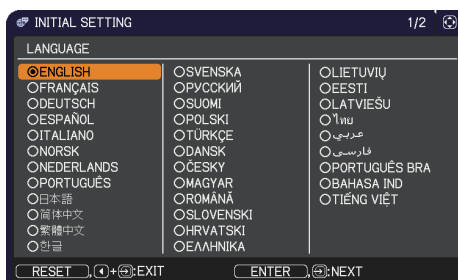 INITIAL SETTING 1/2
LANGUAGE
ENGLISH
FRANÇAIS
DEUTSCH
ESPAÑOL
ITALIANO
NORSK
NEDERLANDS
PORTUGUÊS
日本語
简体中文
繁體中文
한글
SVENSKA
РУССКИЙ
SUOMI
POLSKI
TÜRKÇE
DANSK
ČESKY
MAGYAR
ROMÂNĂ
SLOVENSKI
HRVATSKI
ΕΛΛΗΝΙΚΑ
LIETUVIŲ
EESTI
LATVIEŠU
ไทย
عربي
فارسی
PORTUGUÊS BRA
BAHASA IND
TIẾNG VIỆT
RESET ,+:EXIT ENTER ,:NEXT